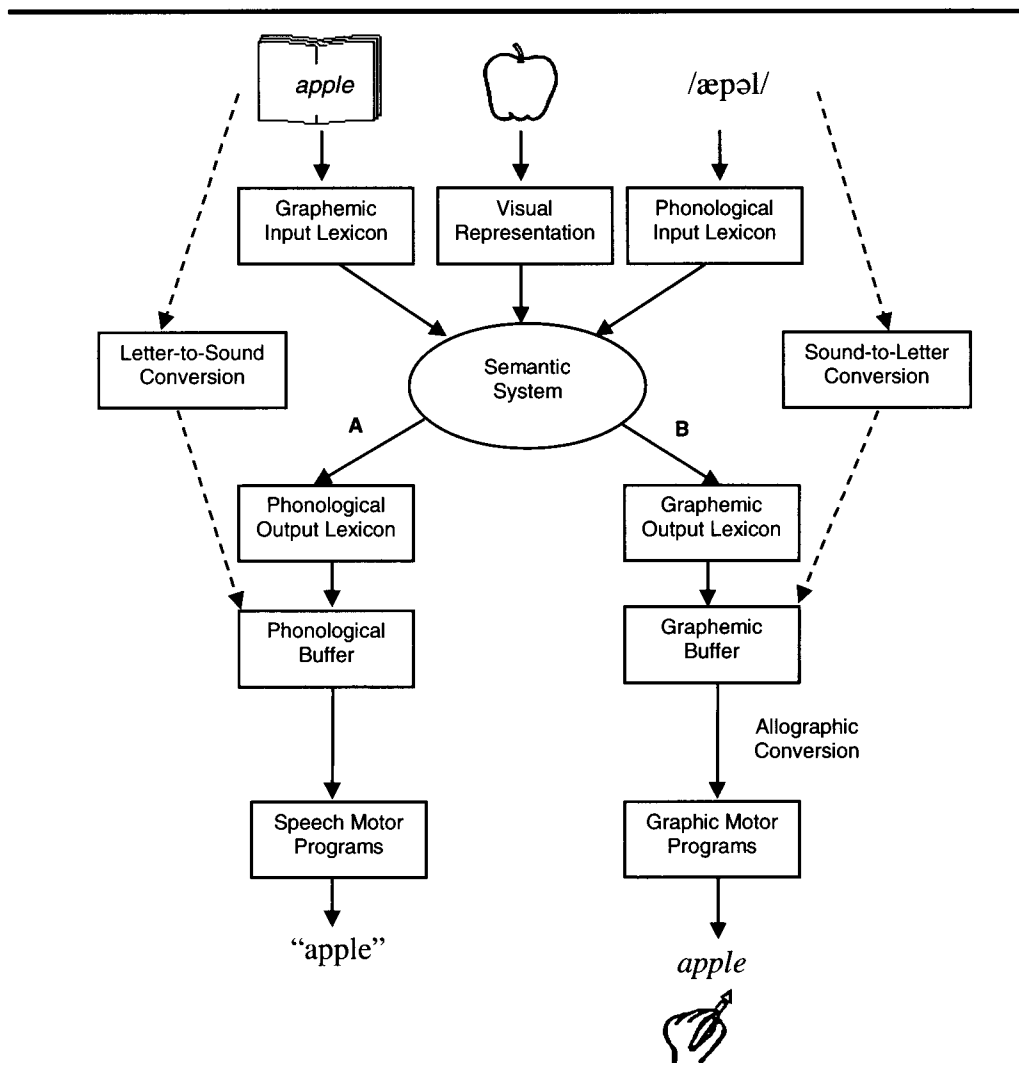 apple
/æpəl/
Graphemic
Input Lexicon
Visual
Representation
Phonological
Input Lexicon
Letter-to-Sound
Conversion
Semantic
System
Sound-to-Letter
Conversion
A
B
Phonological
Output Lexicon
Graphemic
Output Lexicon
Phonological
Buffer
Graphemic
Buffer
Allographic
Conversion
Speech Motor
Programs
Graphic Motor
Programs
“apple”
apple